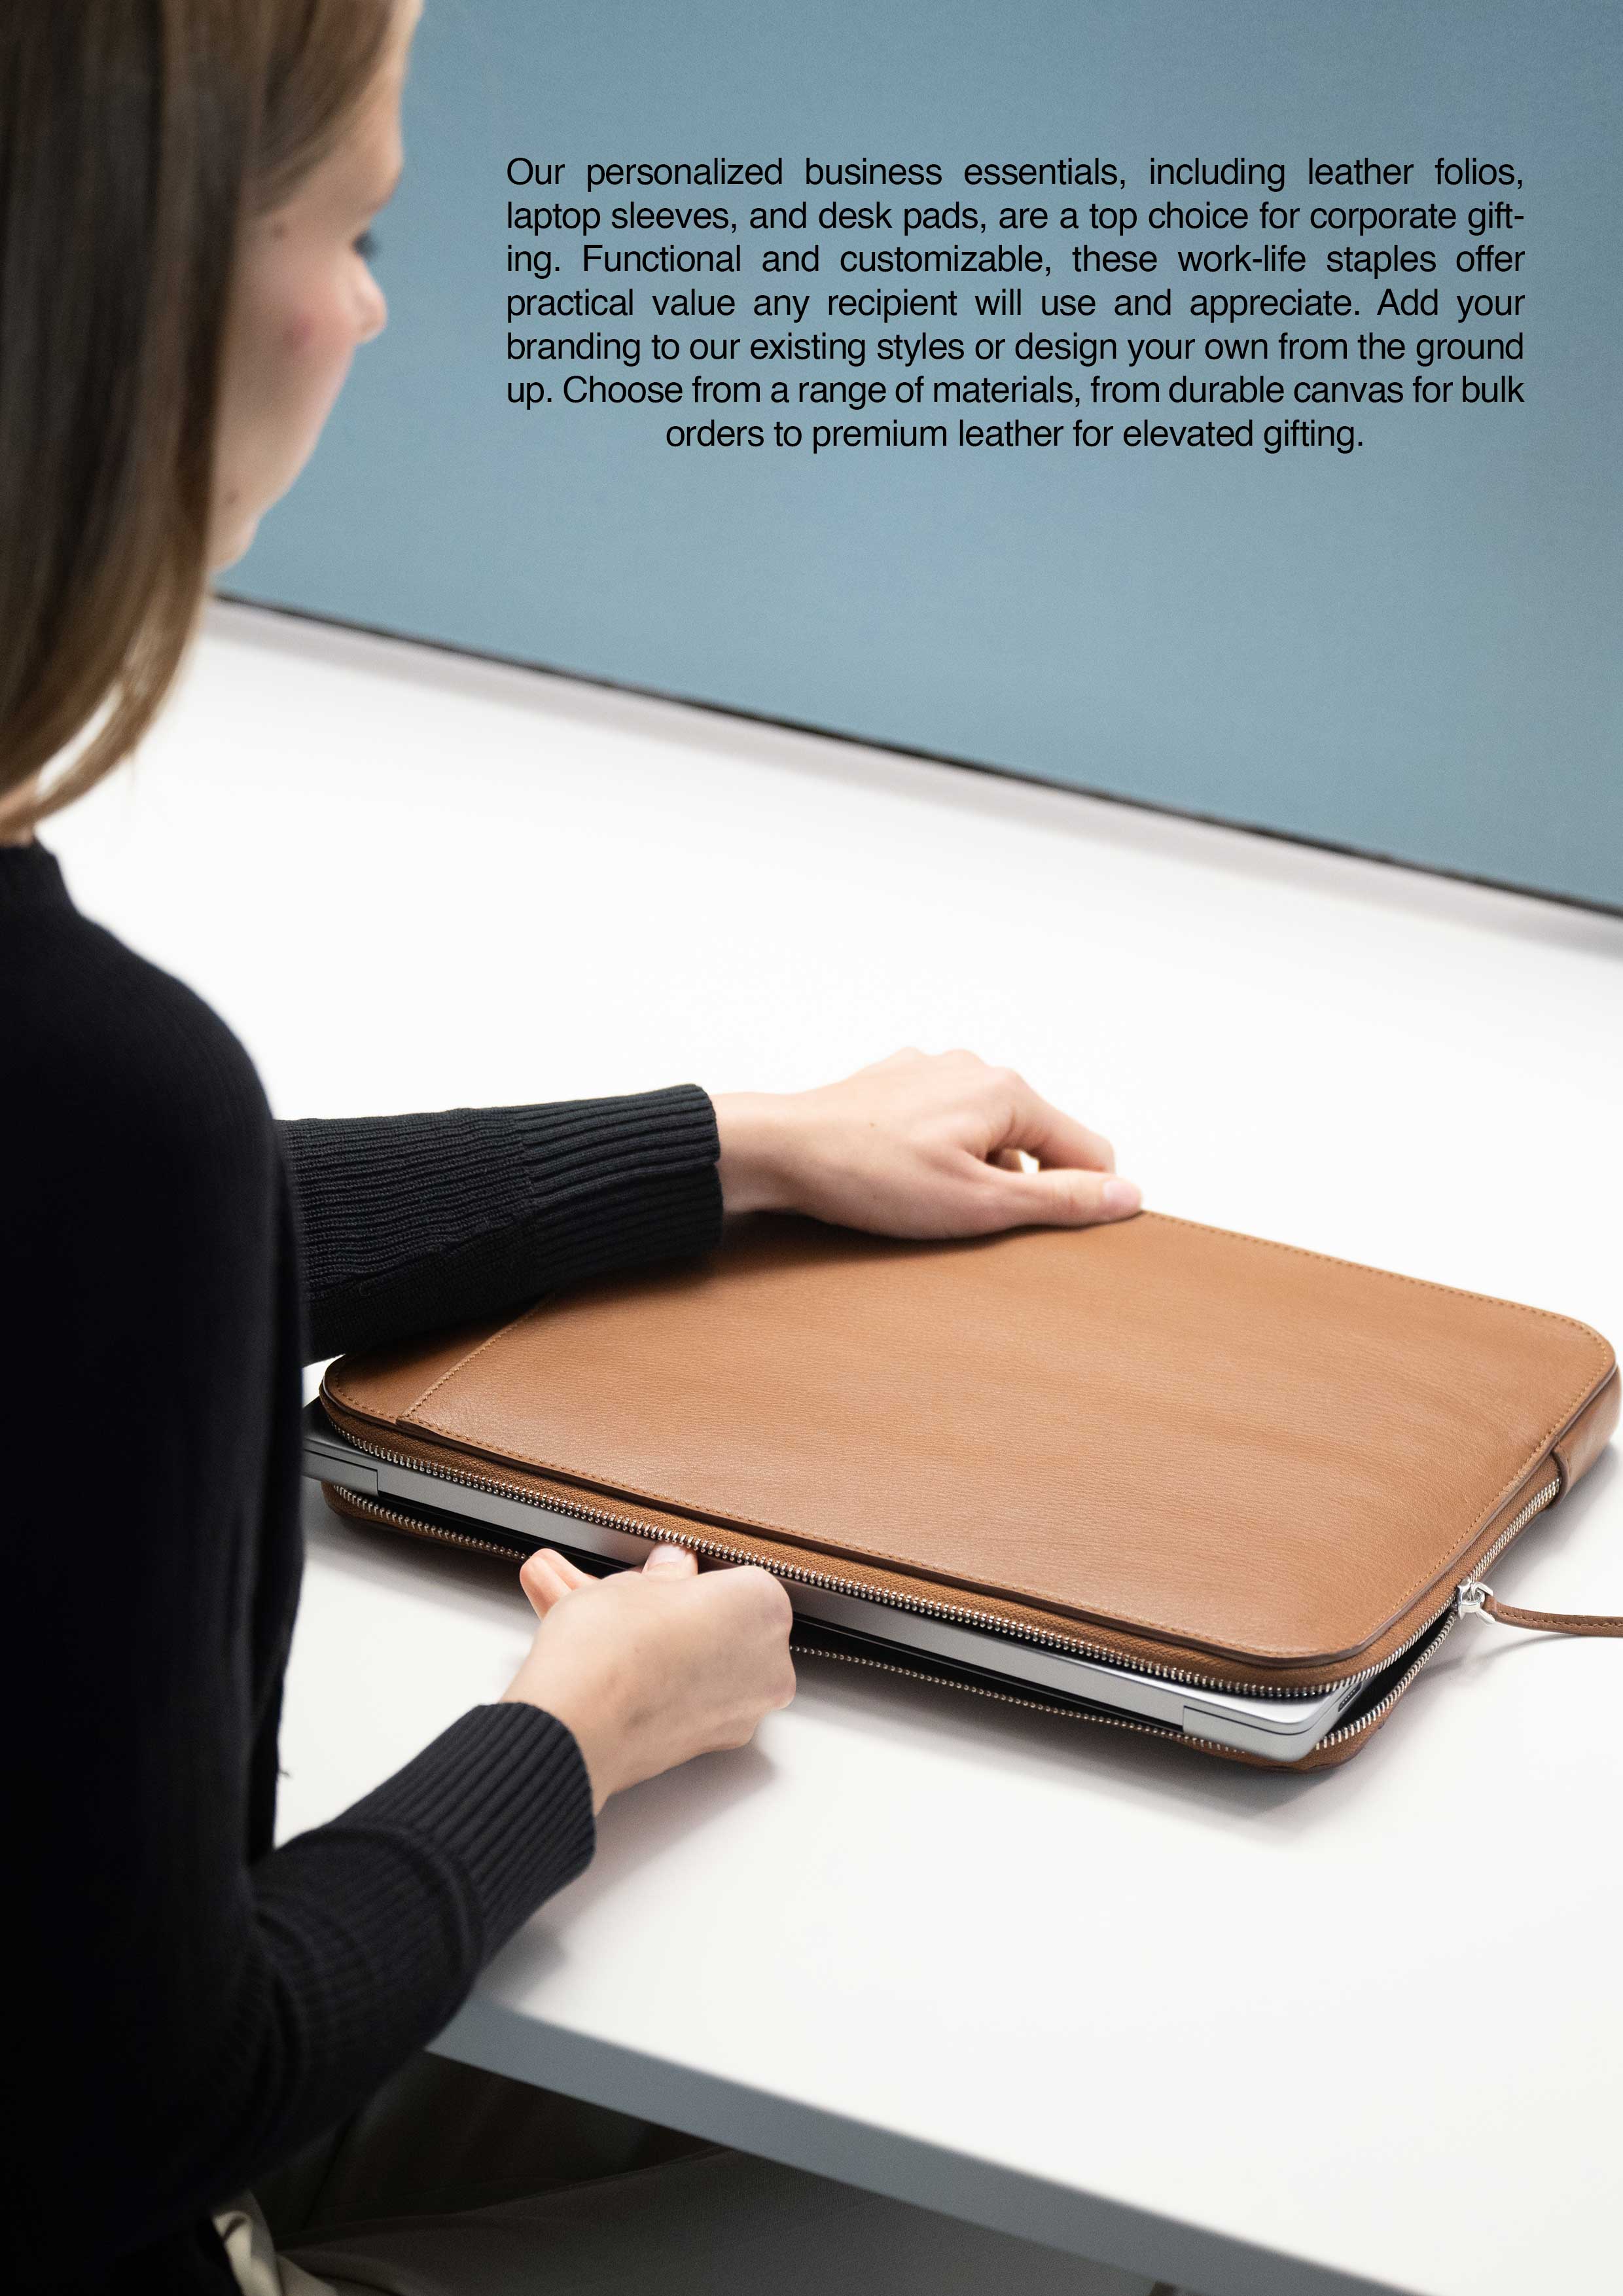 Our personalized business essentials, including leather folios,
laptop sleeves, and desk pads, are a top choice for corporate gift-
ing. Functional and customizable, these work-life staples offer
practical value any recipient will use and appreciate. Add your
branding to our existing styles or design your own from the ground
up. Choose from a range of materials, from durable canvas for bulk
orders to premium leather for elevated gifting.